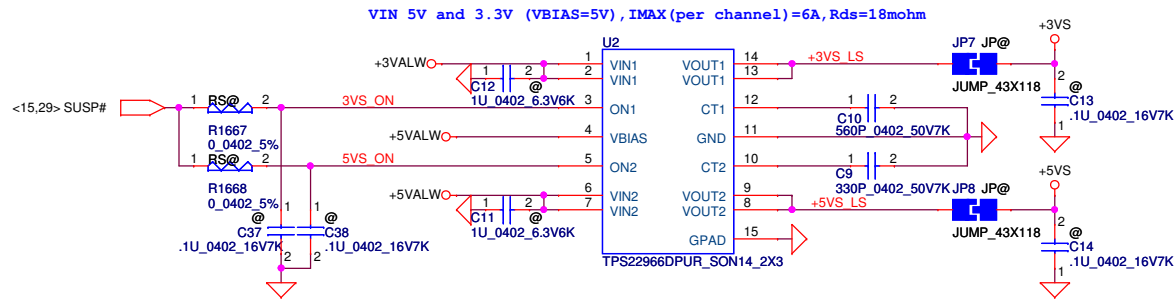 VIN 5V and 3.3V (VBIAS=5V),IMAX(per channel)=6A,Rds=18mohm
U2
+3VALW
1
2
VIN1
VIN1
1
2
C12
@
1U_0402_6.3V6K
VOUT1
VOUT1
14
13
+3VS_LS
JP7
JP@
JUMP_43X118
+3VS
2
C13
.1U_0402_16V7K
1
<15,29> SUSP#
1
RS@
2
R1667
0_0402_5%
3VS_ON
3
ON1
CT1
12
1
2
C10
560P_0402_50V7K
+5VALW
4
VBIAS
GND
11
1
RS@
2
R1668
0_0402_5%
5VS_ON
5
ON2
CT2
10
1
2
C9
330P_0402_50V7K
+5VALW
6
7
VIN2
VIN2
1
2
C11
@
1U_0402_6.3V6K
VOUT2
VOUT2
9
8
+5VS_LS
JP8
JP@
JUMP_43X118
+5VS
2
@
C14
.1U_0402_16V7K
1
GPAD
15
TPS22966DPUR_SON14_2X3
1
@
C37
.1U_0402_16V7K
2
1
@
C38
.1U_0402_16V7K
2